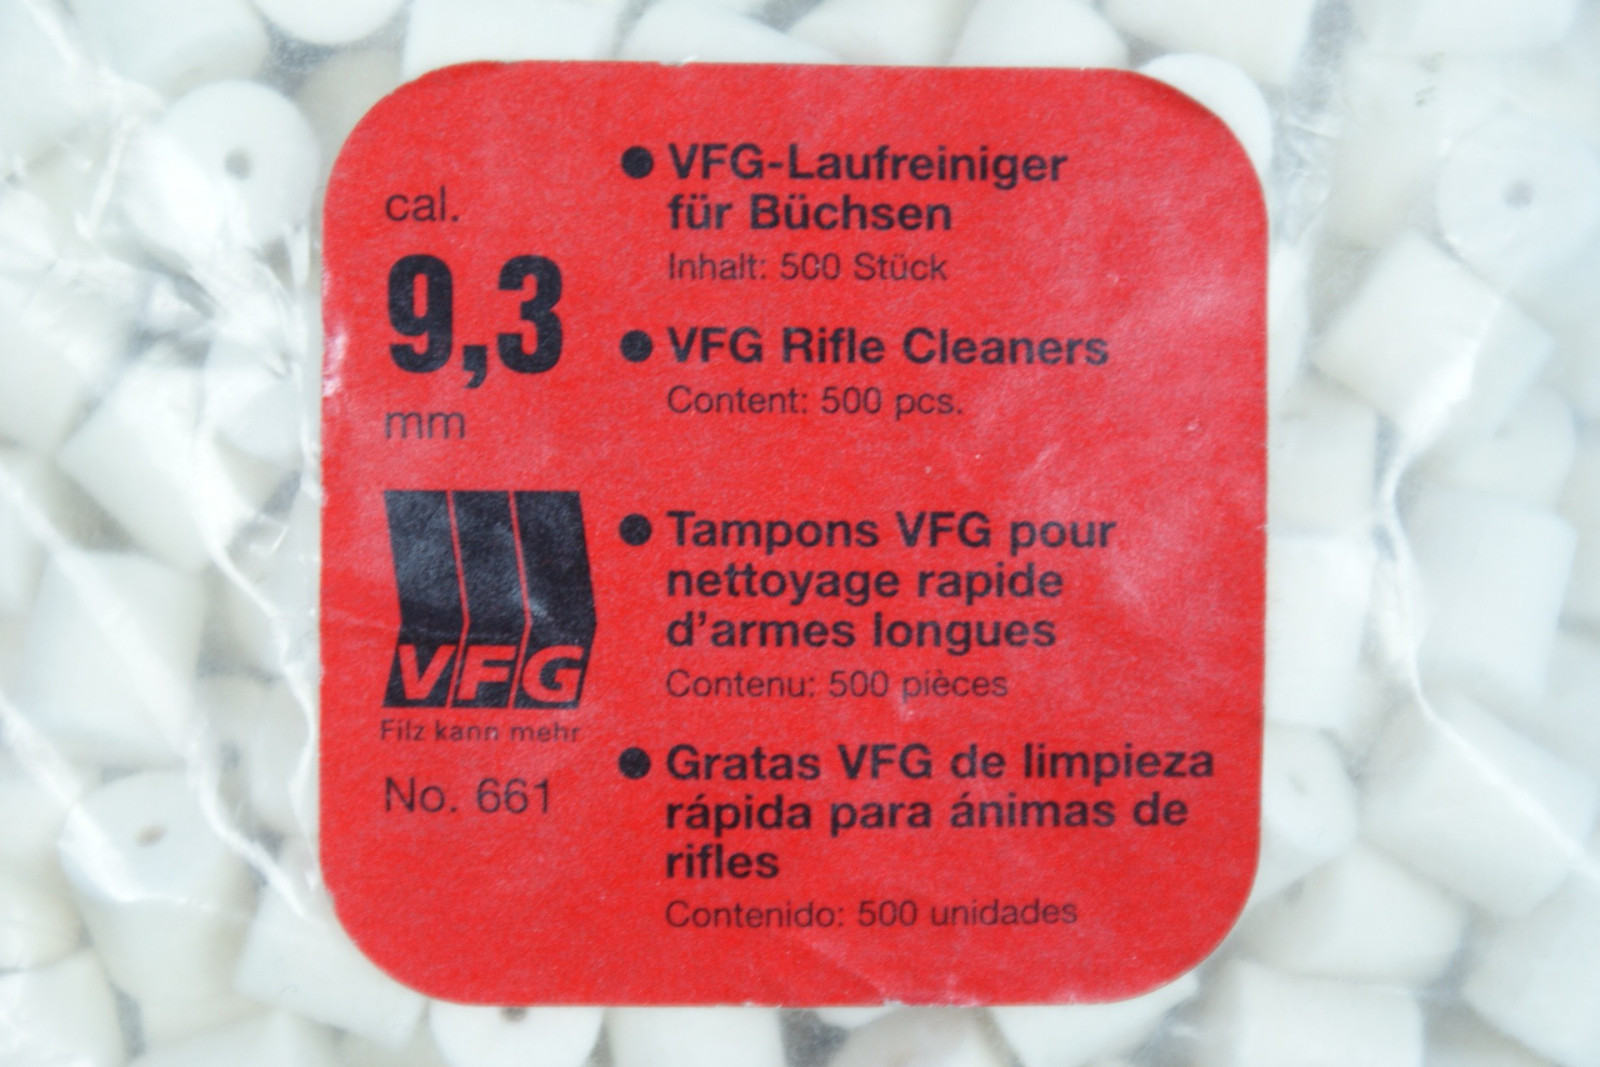 cal.
9,3
mm
VFG
Filz kann mehr
No. 661
● VFG-Laufreiniger
für Büchsen
Inhalt: 500 Stück
● VFG Rifle Cleaners
Content: 500 pcs.
● Tampons VFG pour
nettoyage rapide
d’armes longues
Contenu: 500 pièces
● Gratas VFG de limpieza
rápida para ánimas de
rifles
Contenido: 500 unidades